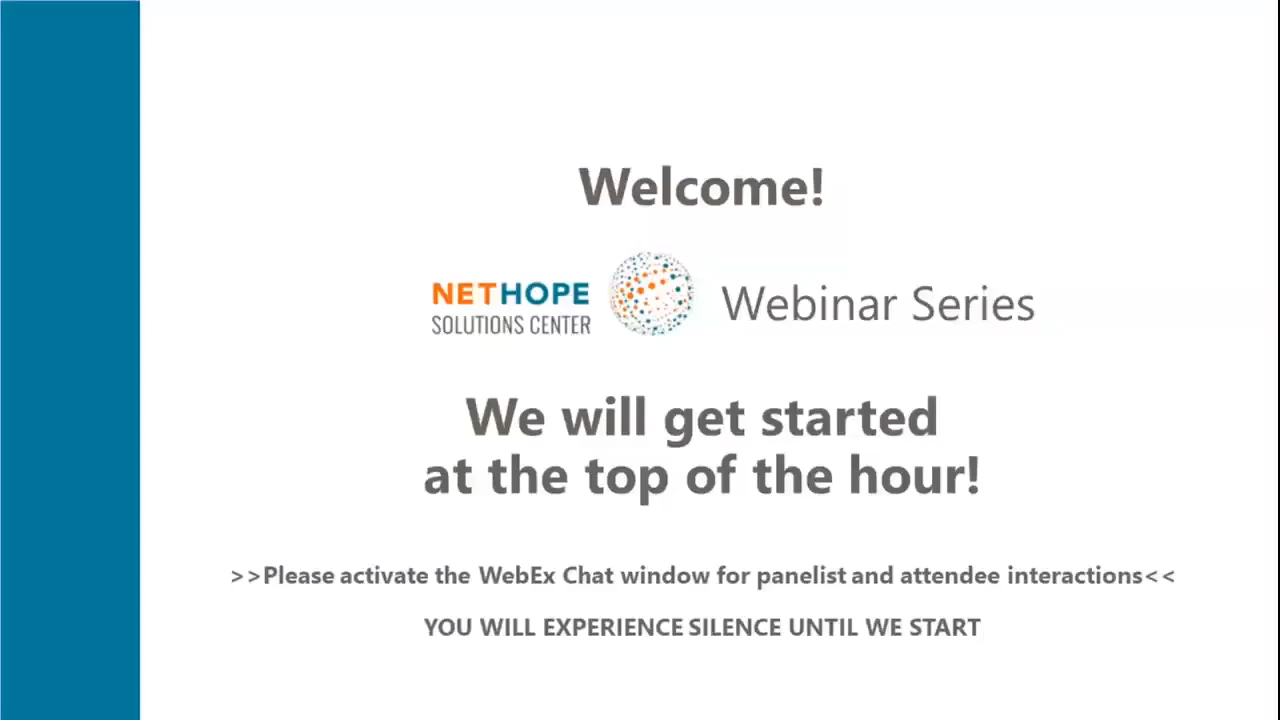 Welcome!
NETHOPE
SOLUTIONS CENTER
Webinar Series
We will get started
at the top of the hour!
>>Please activate the WebEx Chat window for panelist and attendee interactions<<
YOU WILL EXPERIENCE SILENCE UNTIL WE START